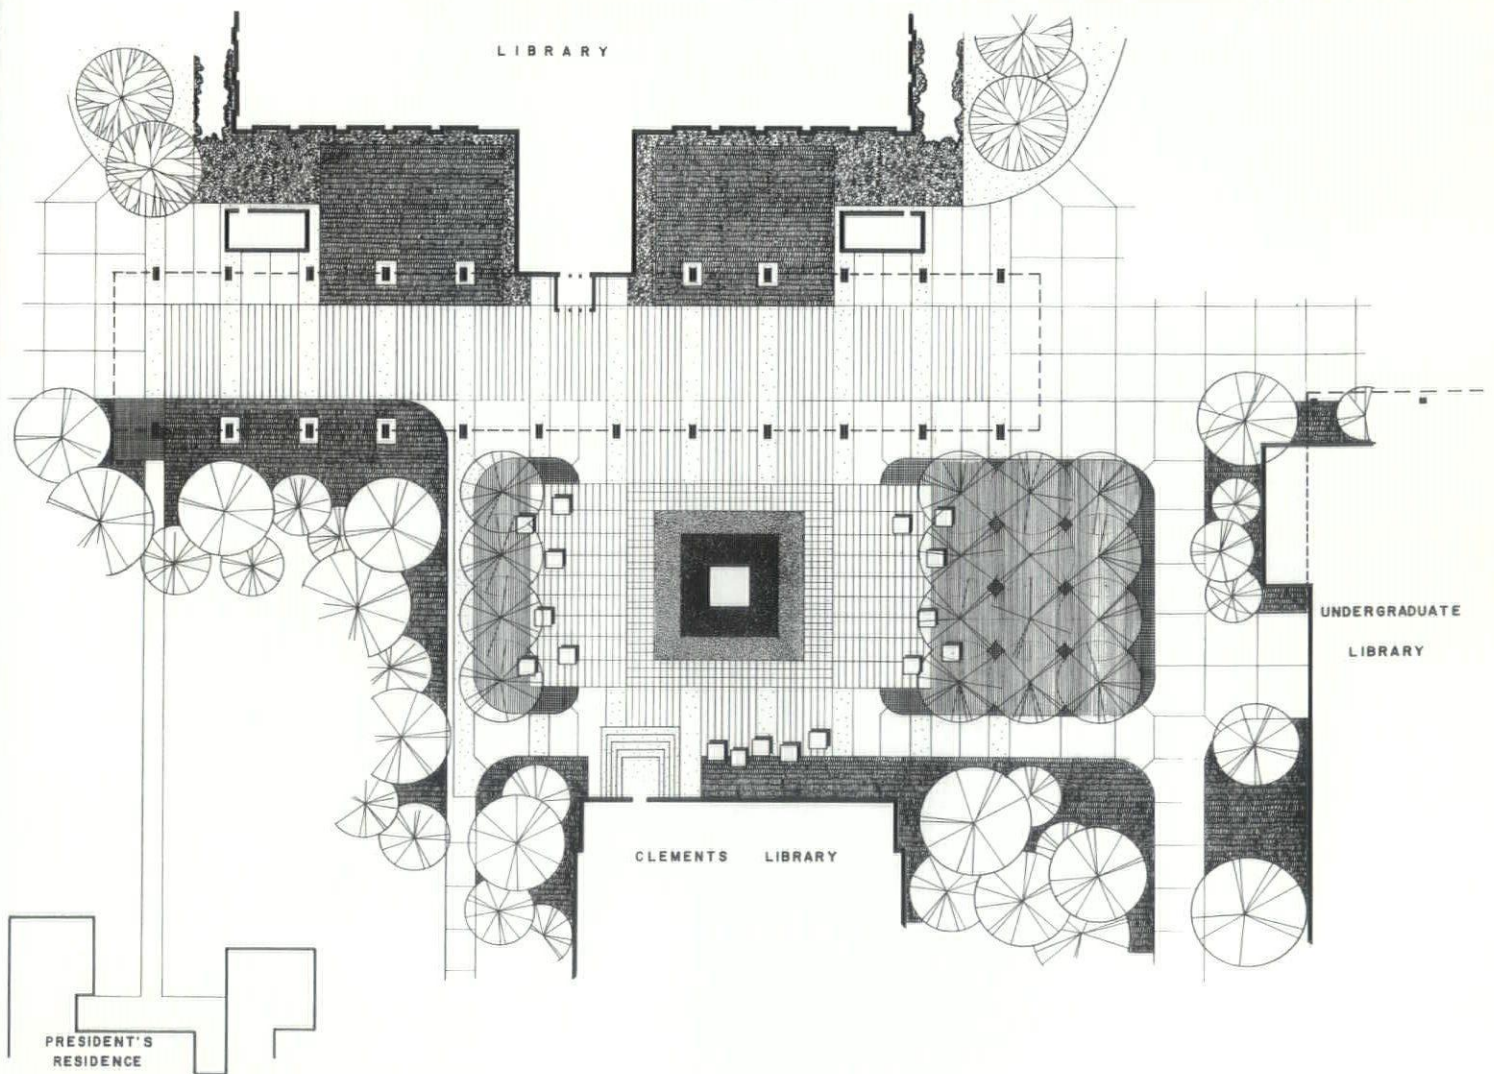 LIBRARY
UNDERGRADUATE
LIBRARY
CLEMENTS LIBRARY
PRESIDENT'S
RESIDENCE